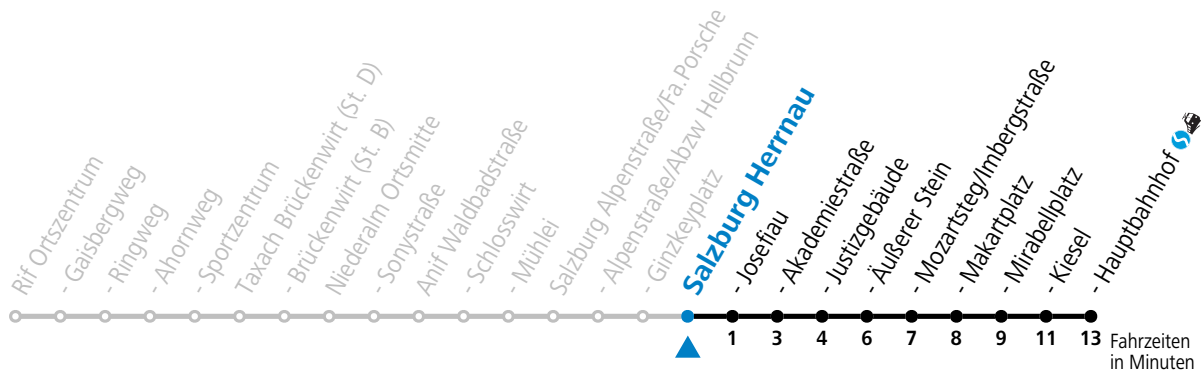 Rif Ortszentrum
- Gaisbergweg
- Ringweg
- Ahornweg
- Sportzentrum
Taxach Brückenwirt (St. D)
- Brückenwirt (St. B)
Niederalm Ortsmitte
- Sonystraße
Anif Waldbadstraße
- Schlosswirt
- Mühlei
Salzburg Alpenstraße/Fa. Porsche
- Alpenstraße/Abzw Hellbrunn
- Ginzkeyplatz
Salzburg Herrnau
- Josefiau
- Akademiestraße
- Justizgebäude
- Äußerer Stein
- Mozartsteg/Imbergstraße
- Makartplatz
- Mirabellplatz
- Kiesel
- Hauptbahnhof
1 3 4 6 7 8 9 11 13 Fahrzeiten
in Minuten